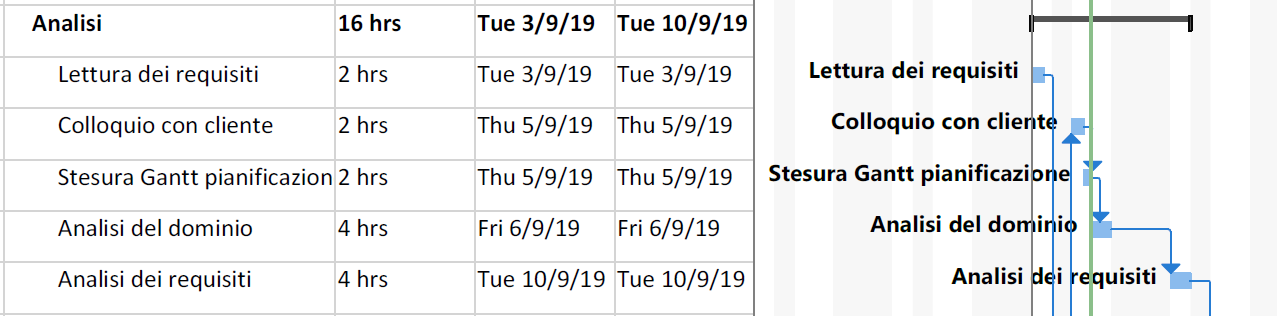 Analisi 16 hrs Tue 3/9/19 Tue 10/9/19
Lettura dei requisiti 2 hrs Tue 3/9/19 Tue 3/9/19 Lettura dei requisiti
Colloquio con cliente 2 hrs Thu 5/9/19 Thu 5/9/19 Colloquio con cliente
Stesura Gantt pianificazion 2 hrs Thu 5/9/19 Thu 5/9/19 Stesura Gantt pianificazione
Analisi del dominio 4 hrs Fri 6/9/19 Fri 6/9/19 Analisi del dominio
Analisi dei requisiti 4 hrs Tue 10/9/19 Tue 10/9/19 Analisi dei requisiti